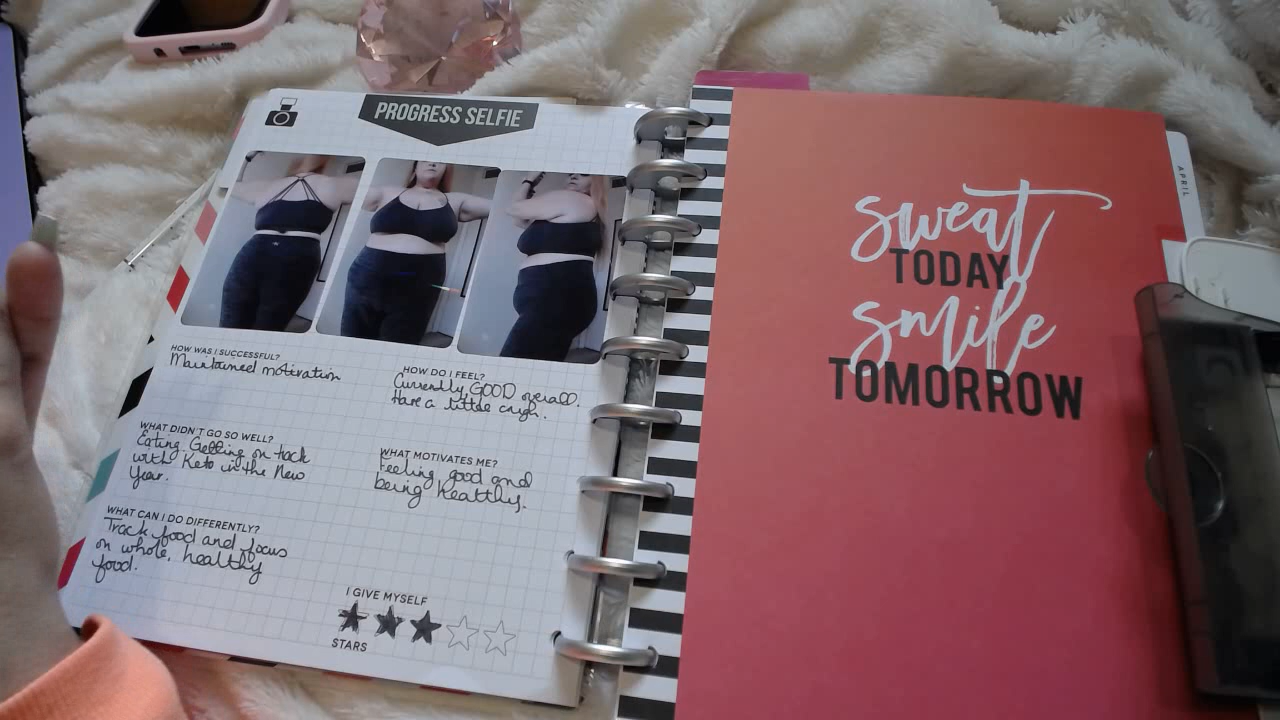 PROGRESS SELFIE
HOW WAS I SUCCESSFUL?
Maintained motivation
HOW DO I FEEL?
Currently GOOD overall.
Have a little cough.
WHAT DIDN'T GO SO WELL?
Eating. Getting on track
with Keto in the New
Year.
WHAT MOTIVATES ME?
Feeling good and
being healthy.
WHAT CAN I DO DIFFERENTLY?
Track food and focus
on whole, healthy
food.
I GIVE MYSELF
STARS
sweat
TODAY
smile
TOMORROW
APRIL